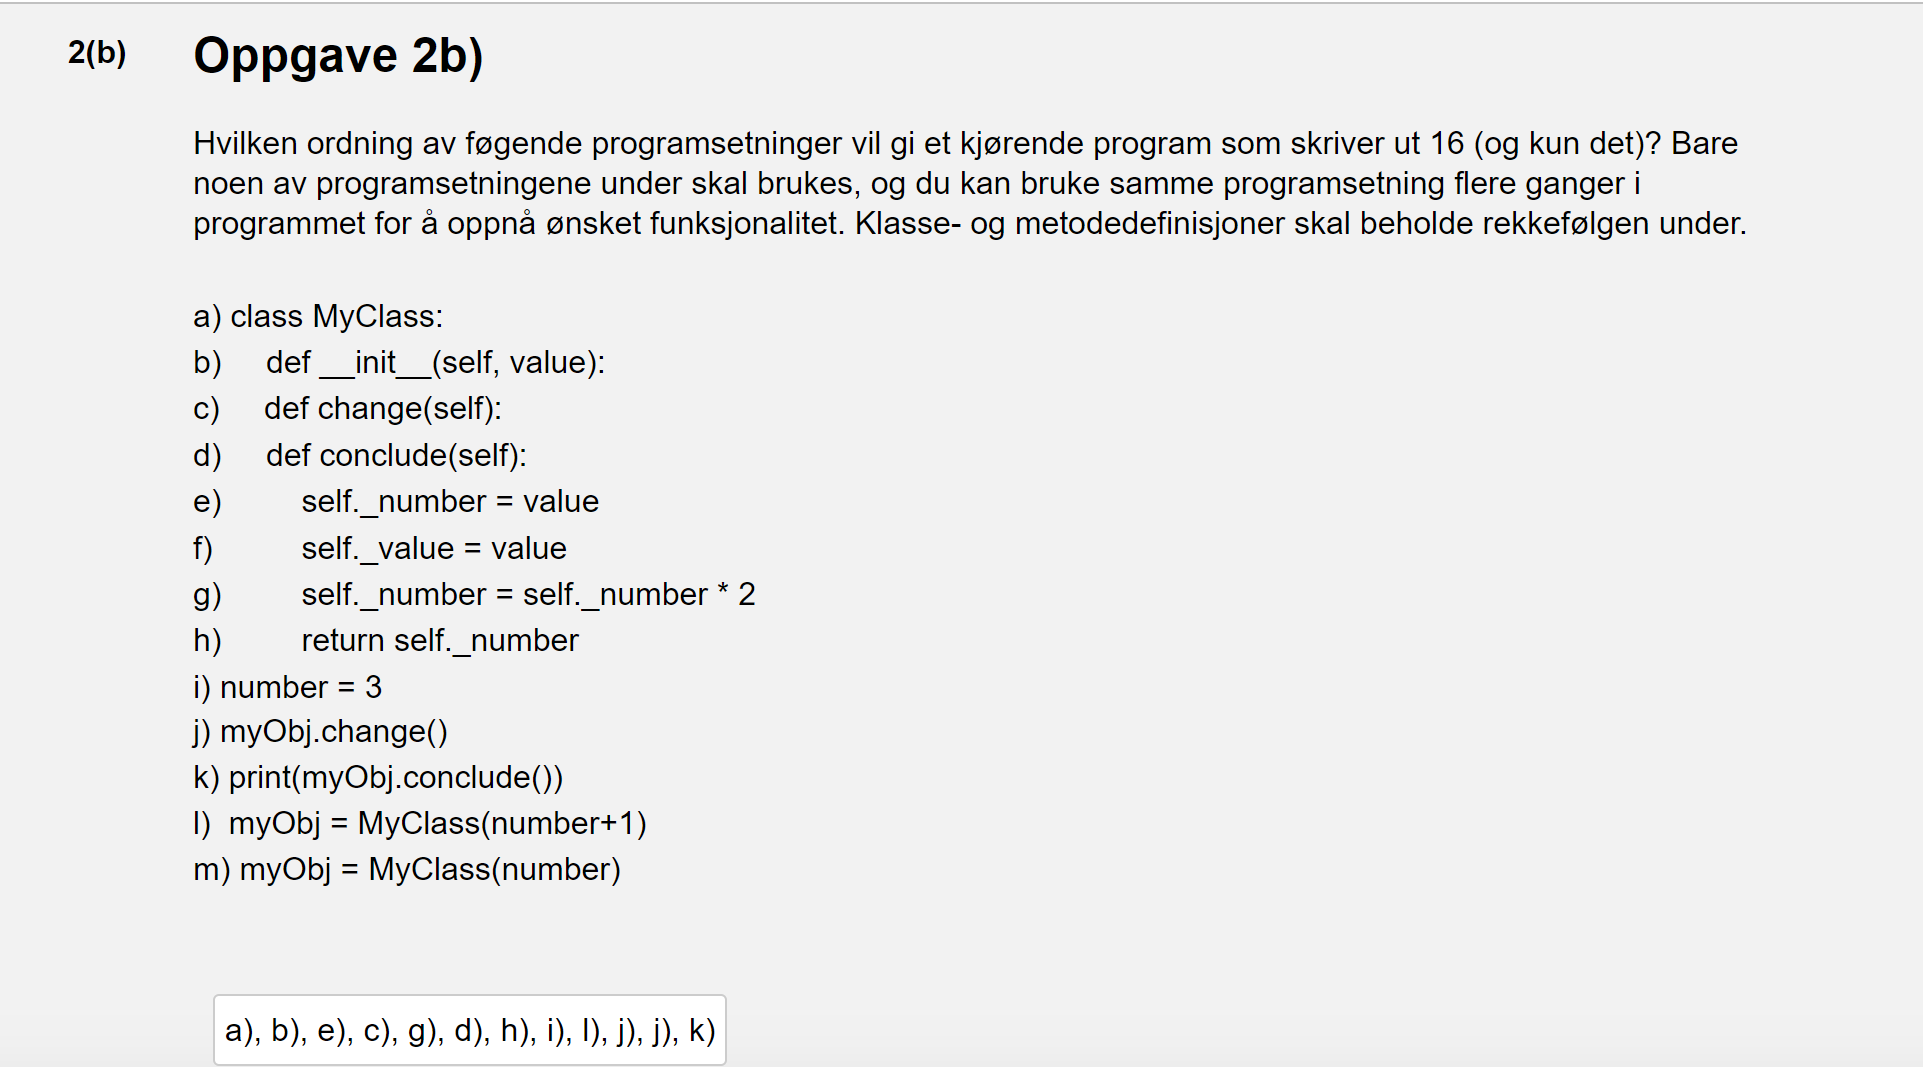 2(b) Oppgave 2b)
Hvilken ordning av føgende programsetninger vil gi et kjørende program som skriver ut 16 (og kun det)? Bare
noen av programsetningene under skal brukes, og du kan bruke samme programsetning flere ganger i
programmet for å oppnå ønsket funksjonalitet. Klasse- og metodedefinisjoner skal beholde rekkefølgen under.
a) class MyClass:
b) def __init__(self, value):
c) def change(self):
d) def conclude(self):
e) self._number = value
f) self._value = value
g) self._number = self._number * 2
h) return self._number
i) number = 3
j) myObj.change()
k) print(myObj.conclude())
l) myObj = MyClass(number+1)
m) myObj = MyClass(number)
a), b), e), c), g), d), h), i), l), j), j), k)